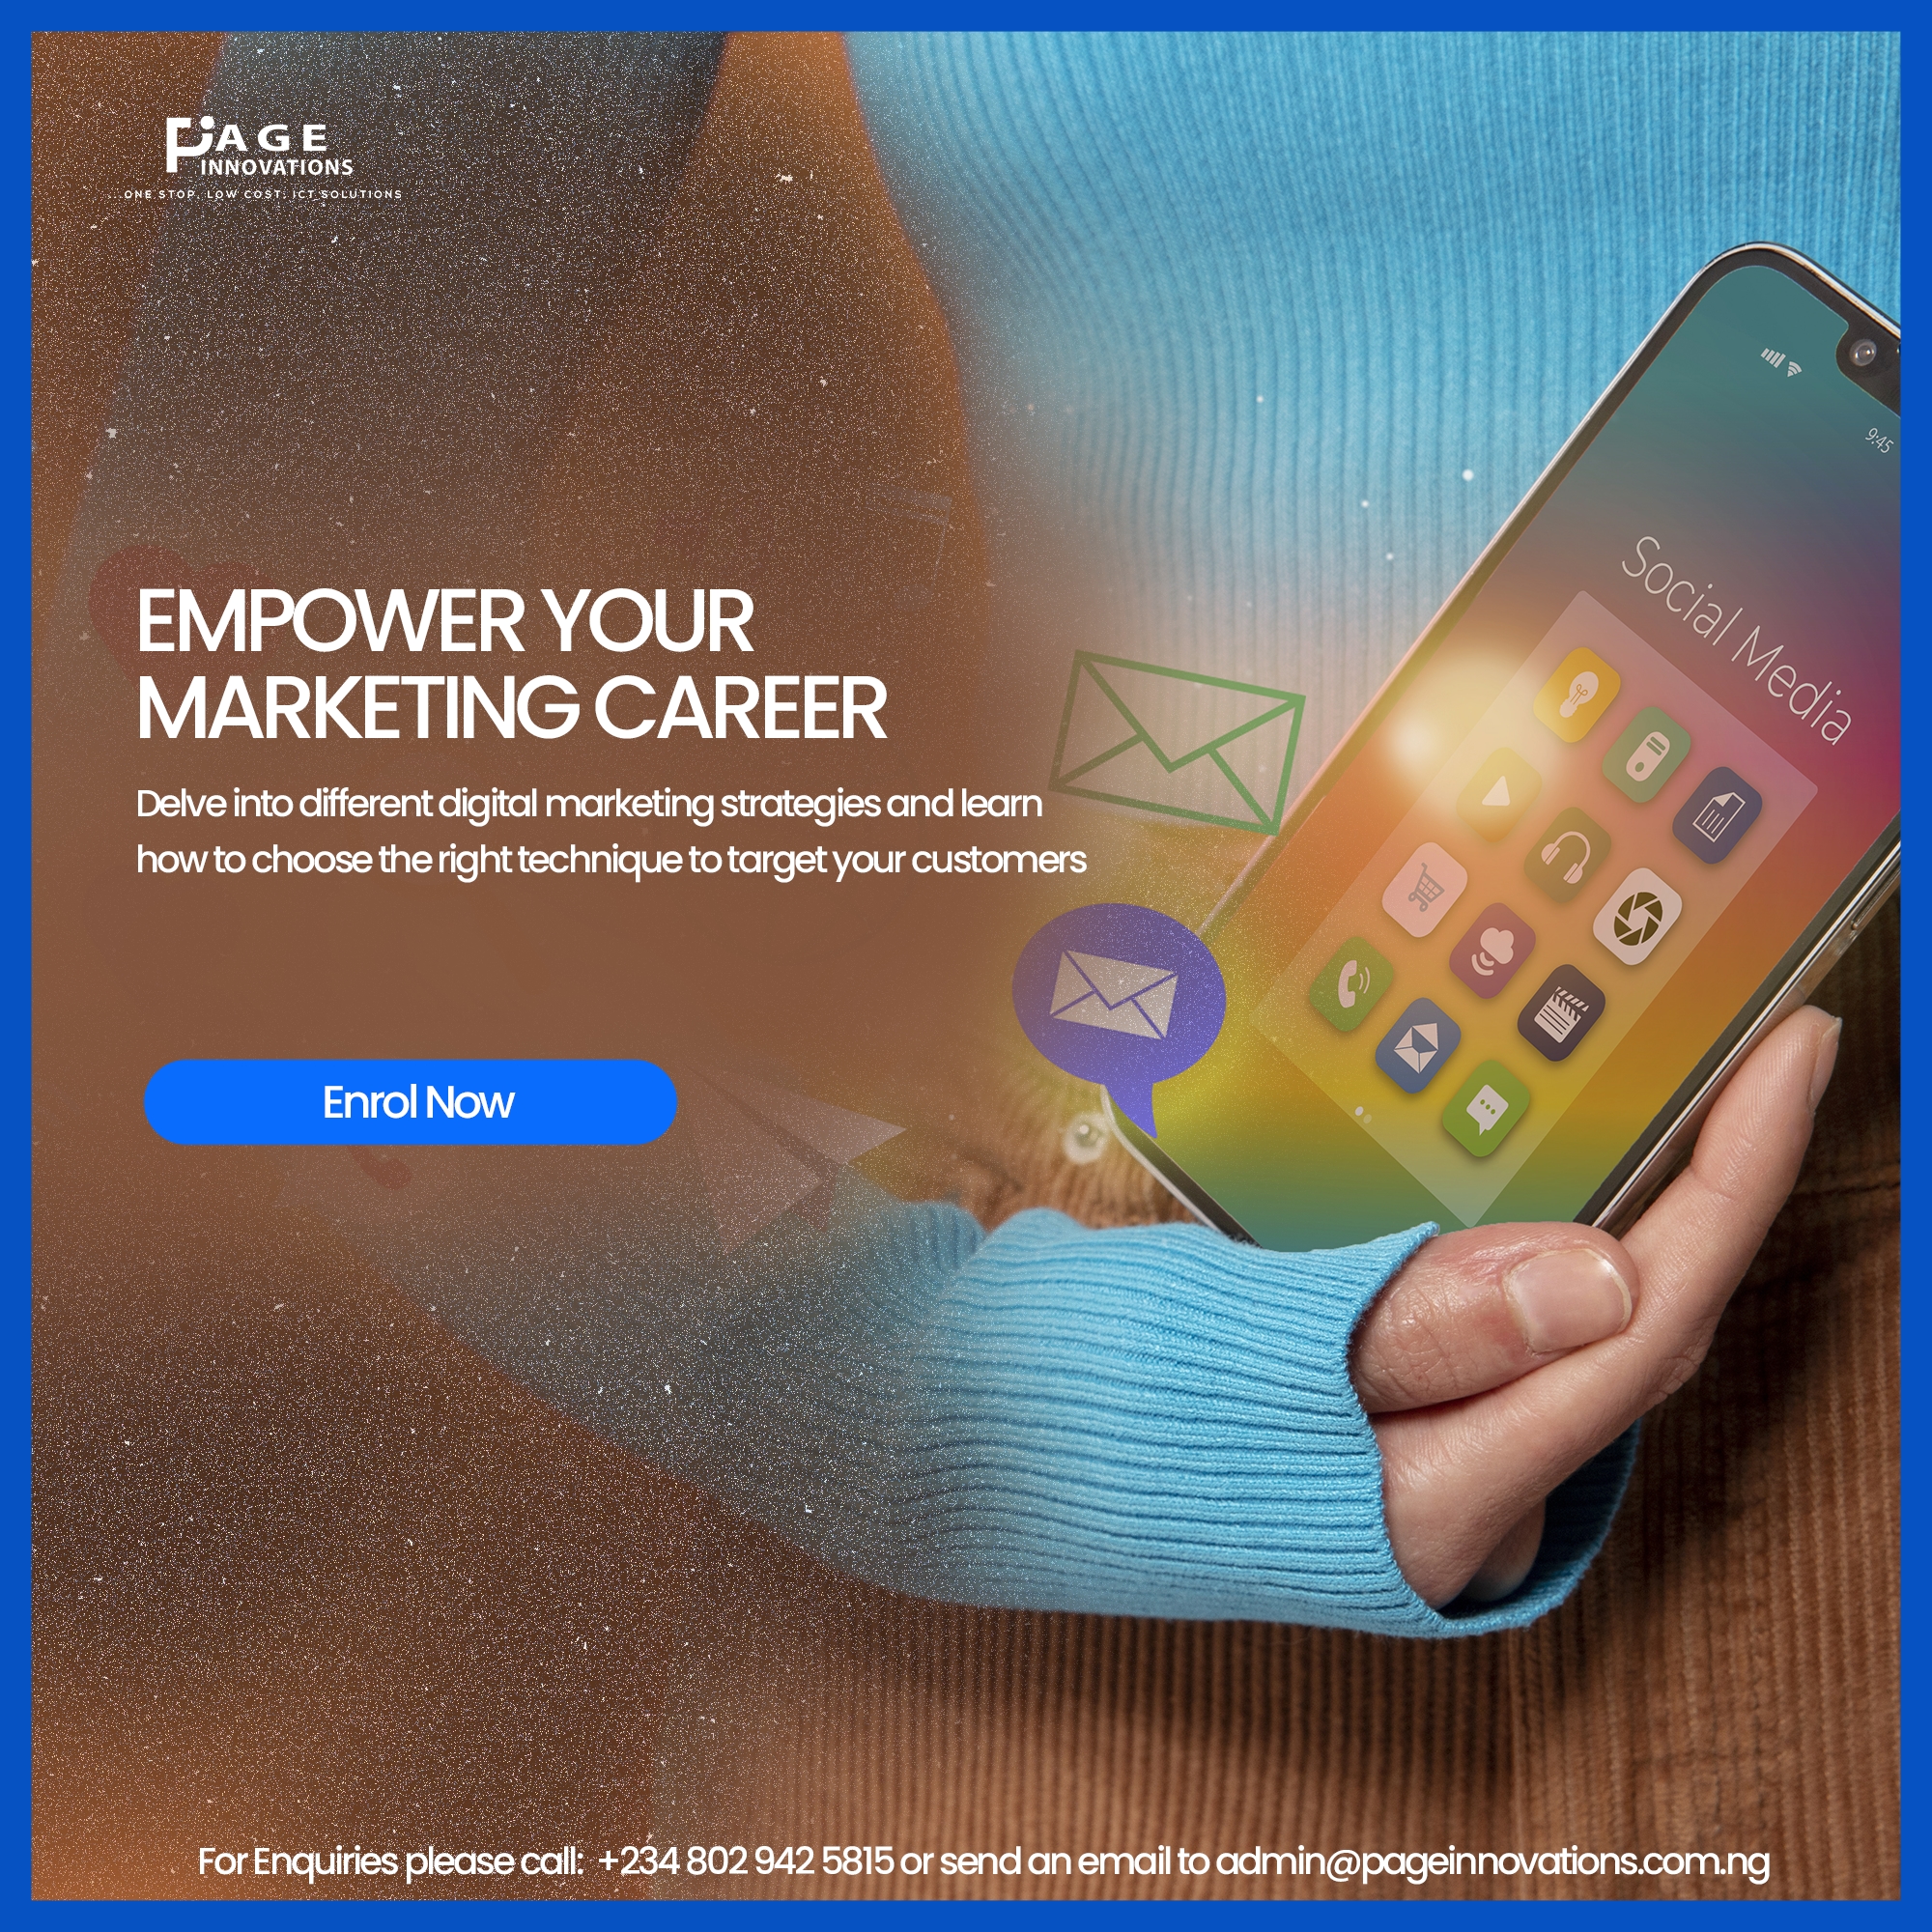 PAGE
INNOVATIONS
...ONE STOP. LOW COST. ICT SOLUTIONS
9:45
Social Media
EMPOWER YOUR
MARKETING CAREER
Delve into different digital marketing strategies and learn
how to choose the right technique to target your customers
Enrol Now
For Enquiries please call: +234 802 942 5815 or send an email to admin@pageinnovations.com.ng